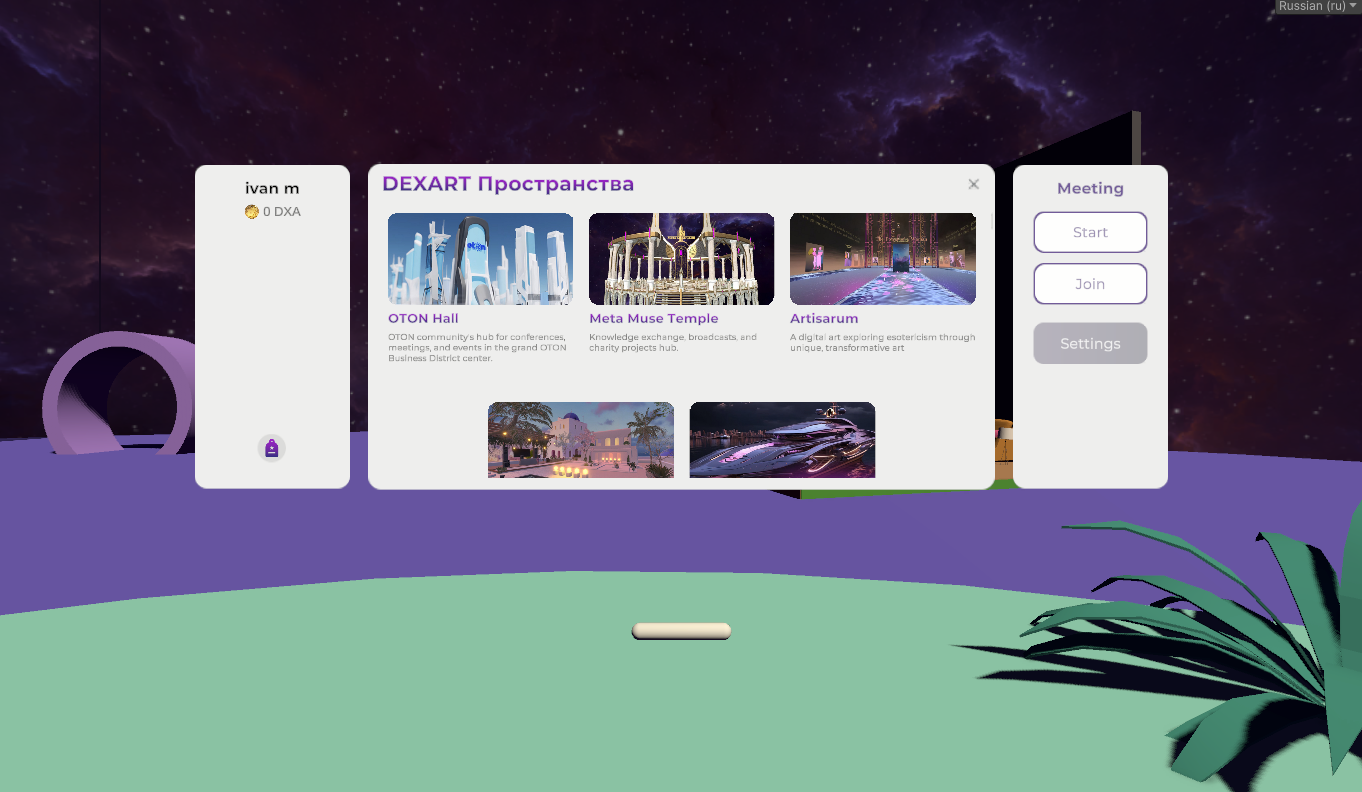 Russian (ru)
ivan m
0 DXA
DEXART Пространства
oton
OTON Hall
OTON community's hub for conferences,
meetings, and events in the grand OTON
Business District center.
Meta Muse Temple
Knowledge exchange, broadcasts, and
charity projects hub.
Artisarum
A digital art exploring esotericism through
unique, transformative art
Meeting
Start
Join
Settings